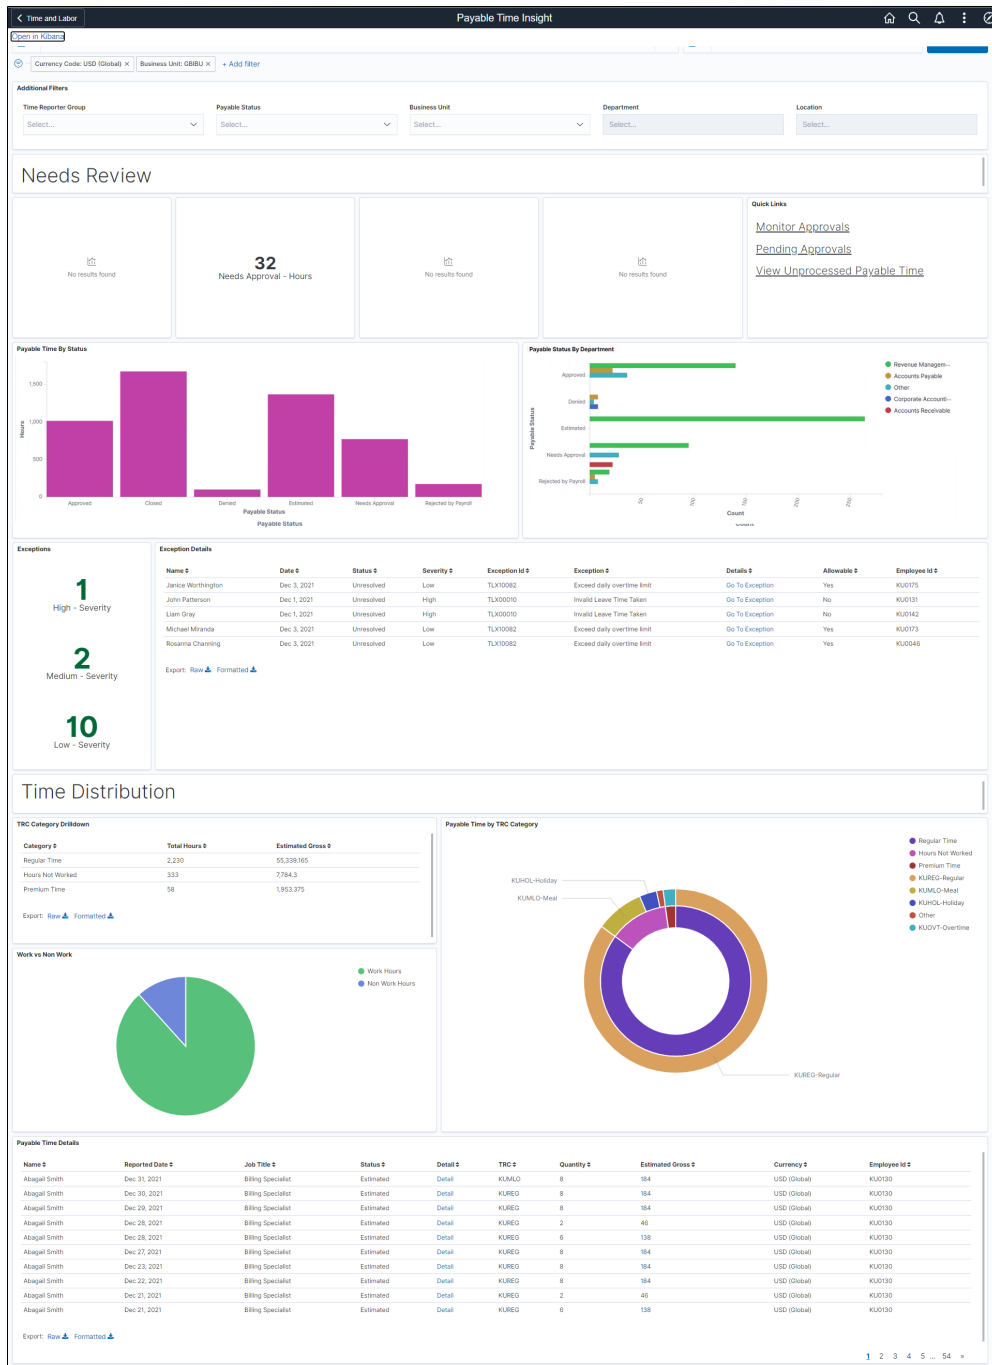 Time and Labor
Payable Time Insight
Open in Kibana
Currency Code: USD (Global) ×
Business Unit: GBIBU ×
+ Add filter
Additional Filters
Time Reporter Group Payable Status Business Unit Department Location
Select... Select... Select... Select... Select...
Needs Review
No results found
32
Needs Approval - Hours
No results found
No results found
Quick Links
Monitor Approvals
Pending Approvals
View Unprocessed Payable Time
Payable Time By Status
Hours
1,500
1,000
500
0
Approved Closed Denied Estimated Needs Approval Rejected by Payroll
Payable Status
Payable Status
Payable Status By Department
Payable Status
Approved
Denied
Estimated
Needs Approval
Rejected by Payroll
50 100 150 200 250
Count
Count
Revenue Managem...
Accounts Payable
Other
Corporate Accounti...
Accounts Receivable
Exceptions
1
High - Severity
2
Medium - Severity
10
Low - Severity
Exception Details
Name Date Status Severity Exception Id Exception Details Allowable Employee Id
Janice Worthington Dec 3, 2021 Unresolved Low TLX10082 Exceed daily overtime limit Go To Exception Yes KU0175
John Patterson Dec 1, 2021 Unresolved High TLX00010 Invalid Leave Time Taken Go To Exception No KU0131
Liam Gray Dec 1, 2021 Unresolved High TLX00010 Invalid Leave Time Taken Go To Exception No KU0142
Michael Miranda Dec 3, 2021 Unresolved Low TLX10082 Exceed daily overtime limit Go To Exception Yes KU0173
Rosanna Channing Dec 3, 2021 Unresolved Low TLX10082 Exceed daily overtime limit Go To Exception Yes KU0046
Export: Raw Formatted
Time Distribution
TRC Category Drilldown
Category Total Hours Estimated Gross
Regular Time 2,230 55,339.165
Hours Not Worked 333 7,784.3
Premium Time 58 1,953.375
Export: Raw Formatted
Work vs Non Work
Work Hours
Non Work Hours
Payable Time by TRC Category
KUHOL-Holiday
KUMLO-Meal
KUREG-Regular
Regular Time
Hours Not Worked
Premium Time
KUREG-Regular
KUMLO-Meal
KUHOL-Holiday
Other
KUOVT-Overtime
Payable Time Details
Name Reported Date Job Title Status Detail TRC Quantity Estimated Gross Currency Employee Id
Abagail Smith Dec 31, 2021 Billing Specialist Estimated Detail KUMLO 8 184 USD (Global) KU0130
Abagail Smith Dec 30, 2021 Billing Specialist Estimated Detail KUREG 8 184 USD (Global) KU0130
Abagail Smith Dec 29, 2021 Billing Specialist Estimated Detail KUREG 8 184 USD (Global) KU0130
Abagail Smith Dec 28, 2021 Billing Specialist Estimated Detail KUREG 2 46 USD (Global) KU0130
Abagail Smith Dec 28, 2021 Billing Specialist Estimated Detail KUREG 6 138 USD (Global) KU0130
Abagail Smith Dec 27, 2021 Billing Specialist Estimated Detail KUREG 8 184 USD (Global) KU0130
Abagail Smith Dec 23, 2021 Billing Specialist Estimated Detail KUREG 8 184 USD (Global) KU0130
Abagail Smith Dec 22, 2021 Billing Specialist Estimated Detail KUREG 8 184 USD (Global) KU0130
Abagail Smith Dec 21, 2021 Billing Specialist Estimated Detail KUREG 2 46 USD (Global) KU0130
Abagail Smith Dec 21, 2021 Billing Specialist Estimated Detail KUREG 6 138 USD (Global) KU0130
Export: Raw Formatted
1 2 3 4 5 ... 54 »